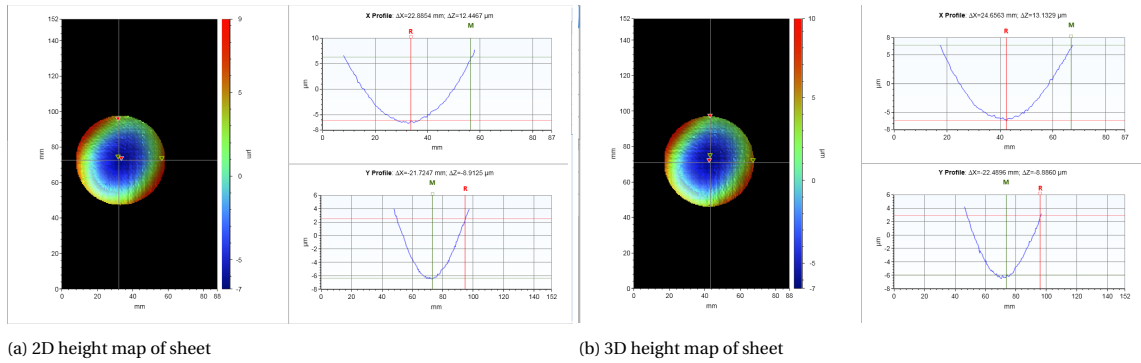 X Profile: ΔX=22.8854 mm; ΔZ=12.4467 μm
X Profile: ΔX=24.6563 mm; ΔZ=13.1329 μm
152
140
120
100
80
60
40
20
0
mm
0 20 40 60 88
mm
9
5
0
-5
-7
μm
R
M
10
5
0
-5
-8
μm
0 20 40 60 87
mm
Y Profile: ΔX=-21.7247 mm; ΔZ=-8.9125 μm
M
R
6
4
2
0
-2
-4
-6
-8
μm
0 20 40 60 80 100 120 140 152
mm
152
140
120
100
80
60
40
20
0
mm
0 20 40 60 88
mm
10
5
0
-5
-7
μm
R
M
8
5
0
-5
-8
μm
0 20 40 60 87
mm
Y Profile: ΔX=-22.4896 mm; ΔZ=-8.8860 μm
M
R
6
4
2
0
-2
-4
-6
-8
μm
0 20 40 60 80 100 120 140 152
mm
(a) 2D height map of sheet
(b) 3D height map of sheet